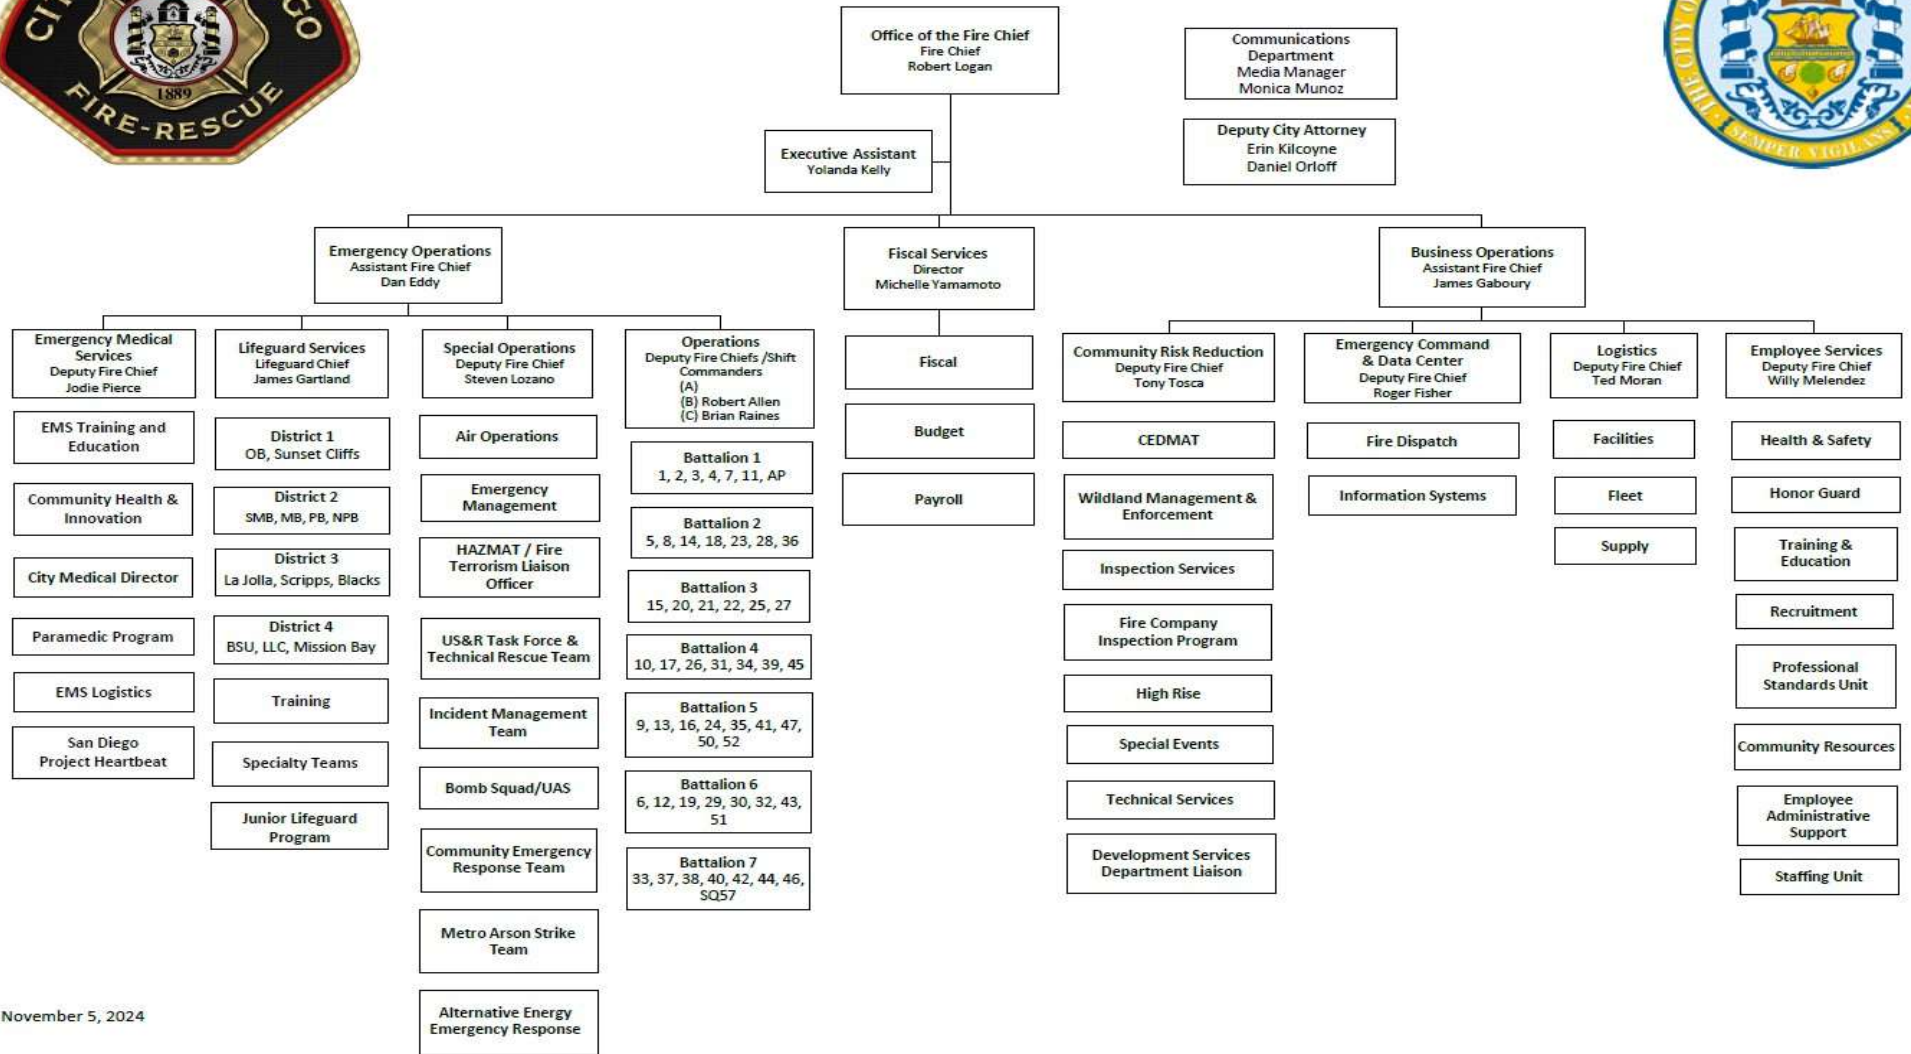 CIT
GO
1889
FIRE-RESCUE
THE CITY O
SEMPER VIGILANS
Office of the Fire Chief
Fire Chief
Robert Logan
Communications
Department
Media Manager
Monica Munoz
Deputy City Attorney
Erin Kilcoyne
Daniel Orloff
Executive Assistant
Yolanda Kelly
Emergency Operations
Assistant Fire Chief
Dan Eddy
Fiscal Services
Director
Michelle Yamamoto
Business Operations
Assistant Fire Chief
James Gaboury
Emergency Medical
Services
Deputy Fire Chief
Jodie Pierce
EMS Training and
Education
Community Health &
Innovation
City Medical Director
Paramedic Program
EMS Logistics
San Diego
Project Heartbeat
Lifeguard Services
Lifeguard Chief
James Gartland
District 1
OB, Sunset Cliffs
District 2
SMB, MB, PB, NPB
District 3
La Jolla, Scripps, Blacks
District 4
BSU, LLC, Mission Bay
Training
Specialty Teams
Junior Lifeguard
Program
Special Operations
Deputy Fire Chief
Steven Lozano
Air Operations
Emergency
Management
HAZMAT / Fire
Terrorism Liaison
Officer
US&R Task Force &
Technical Rescue Team
Incident Management
Team
Bomb Squad/UAS
Community Emergency
Response Team
Metro Arson Strike
Team
Alternative Energy
Emergency Response
Operations
Deputy Fire Chiefs /Shift
Commanders
(A)
(B) Robert Allen
(C) Brian Raines
Battalion 1
1, 2, 3, 4, 7, 11, AP
Battalion 2
5, 8, 14, 18, 23, 28, 36
Battalion 3
15, 20, 21, 22, 25, 27
Battalion 4
10, 17, 26, 31, 34, 39, 45
Battalion 5
9, 13, 16, 24, 35, 41, 47,
50, 52
Battalion 6
6, 12, 19, 29, 30, 32, 43,
51
Battalion 7
33, 37, 38, 40, 42, 44, 46,
SQ57
Fiscal
Budget
Payroll
Community Risk Reduction
Deputy Fire Chief
Tony Tosca
CEDMAT
Wildland Management &
Enforcement
Inspection Services
Fire Company
Inspection Program
High Rise
Special Events
Technical Services
Development Services
Department Liaison
Emergency Command
& Data Center
Deputy Fire Chief
Roger Fisher
Fire Dispatch
Information Systems
Logistics
Deputy Fire Chief
Ted Moran
Facilities
Fleet
Supply
Employee Services
Deputy Fire Chief
Willy Melendez
Health & Safety
Honor Guard
Training &
Education
Recruitment
Professional
Standards Unit
Community Resources
Employee
Administrative
Support
Staffing Unit
November 5, 2024